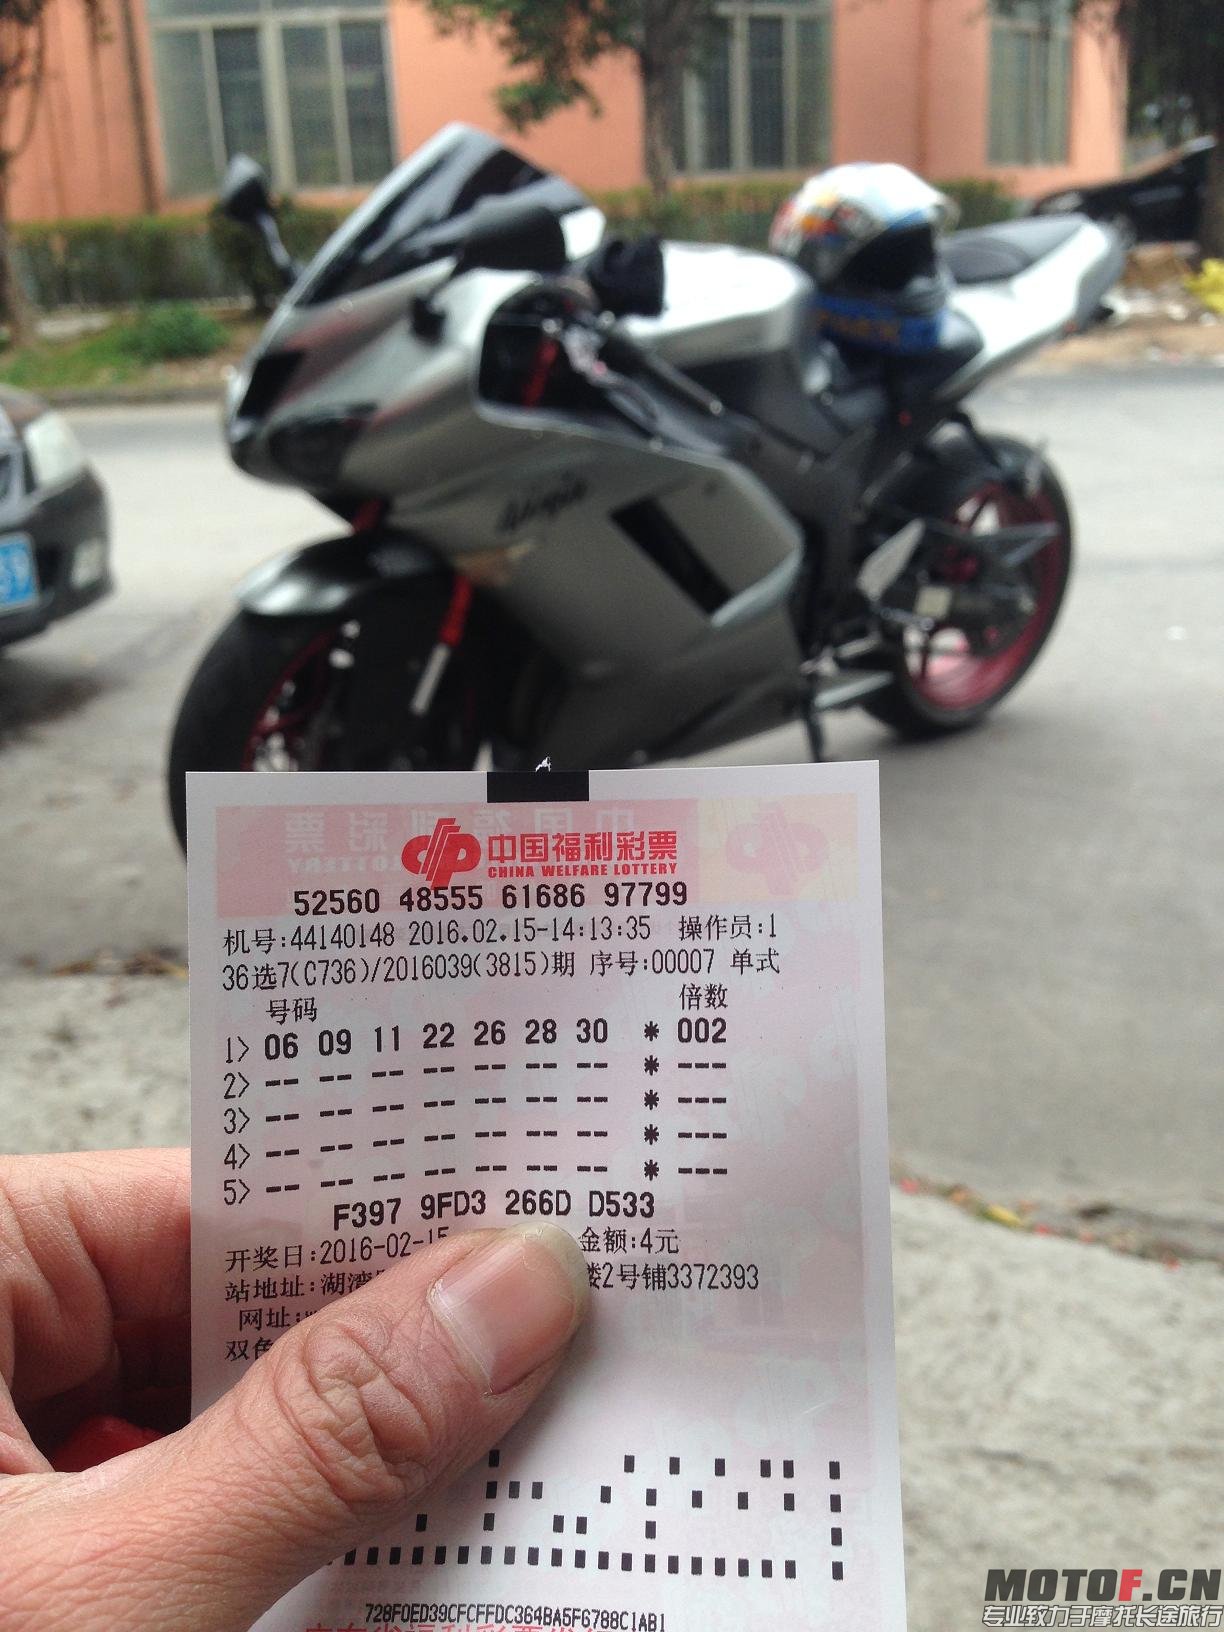 Ninja
中国福利彩票
CHINA WELFARE LOTTERY
52560 48555 61686 97799
机号:44140148 2016.02.15-14:13:35 操作员:1
36选7(C736)/2016039(3815)期 序号:00007 单式
号码 倍数
1> 06 09 11 22 26 28 30 * 002
2> -- -- -- -- -- -- -- * ---
3> -- -- -- -- -- -- -- * ---
4> -- -- -- -- -- -- -- * ---
5> -- -- -- -- -- -- -- * ---
F397 9FD3 266D D533
开奖日:2016-02-15 金额:4元
站地址:湖湾 楼2号铺3372393
网址:
双色
728F0ED39CFCFFDC364BA5F6788C1AB1
MOTOF.CN
专业致力于摩托长途旅行